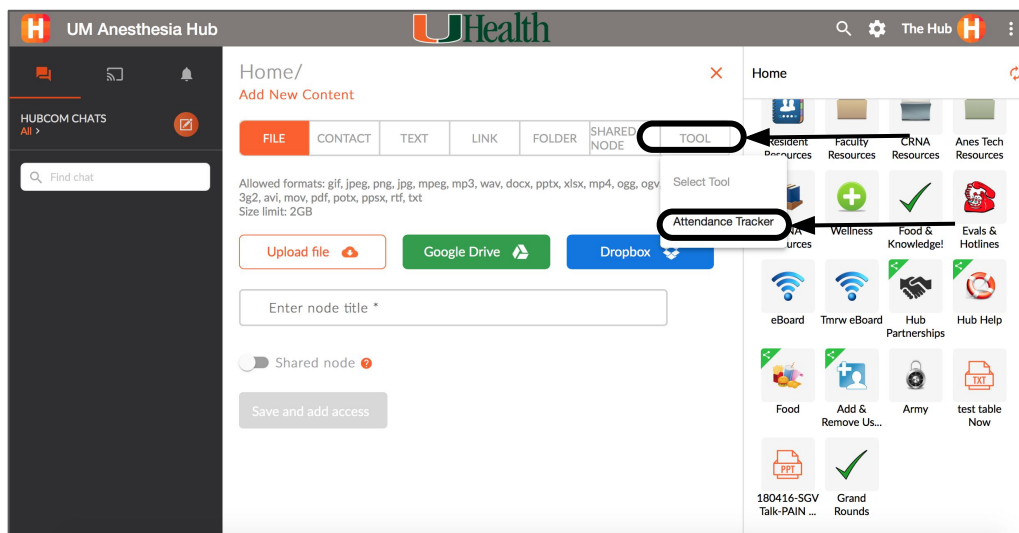 UM Anesthesia Hub
UHealth
The Hub
HUBCOM CHATS
All >
Find chat
Home/
Add New Content
FILE
CONTACT
TEXT
LINK
FOLDER
SHARED
NODE
TOOL
Allowed formats: gif, jpeg, png, jpg, mpeg, mp3, wav, docx, pptx, xlsx, mp4, ogg, ogv,
3g2, avi, mov, pdf, potx, ppsx, rtf, txt
Size limit: 2GB
Select Tool
Attendance Tracker
Upload file
Google Drive
Dropbox
Enter node title *
Shared node ?
Save and add access
Home
Resident
Resources
Faculty
Resources
CRNA
Resources
Anes Tech
Resources
Wellness
Food &
Knowledge!
Evals &
Hotlines
eBoard
Tmrw eBoard
Hub
Partnerships
Hub Help
Food
Add &
Remove Us...
Army
TXT
test table
Now
PPT
180416-SGV
Talk-PAIN ...
Grand
Rounds